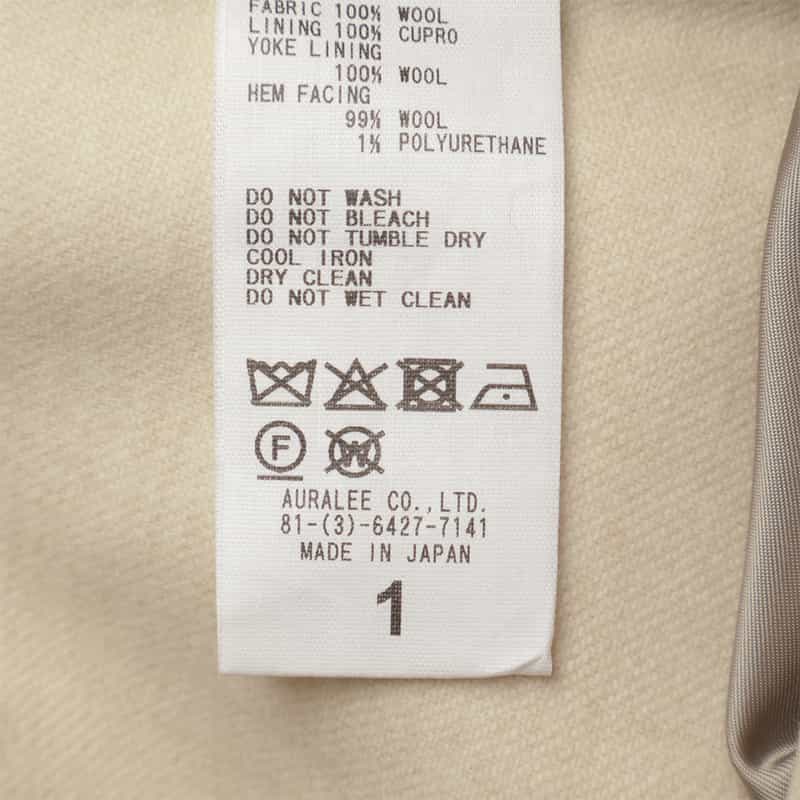 FABRIC 100% WOOL
LINING 100% CUPRO
YOKE LINING
100% WOOL
HEM FACING
99% WOOL
1% POLYURETHANE
DO NOT WASH
DO NOT BLEACH
DO NOT TUMBLE DRY
COOL IRON
DRY CLEAN
DO NOT WET CLEAN
F W
AURALEE CO.,LTD.
81-(3)-6427-7141
MADE IN JAPAN
1